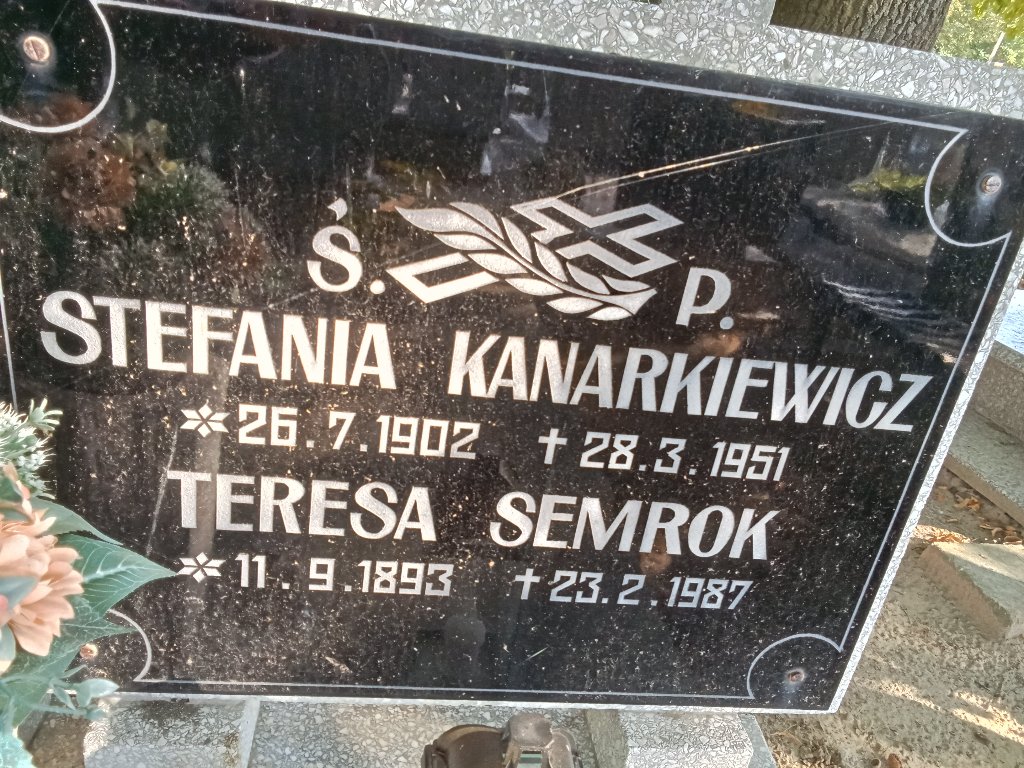 Ś. P.
STEFANIA KANARKIEWICZ
* 26.7.1902 † 28.3.1951
TERESA SEMROK
* 11.9.1893 † 23.2.1987